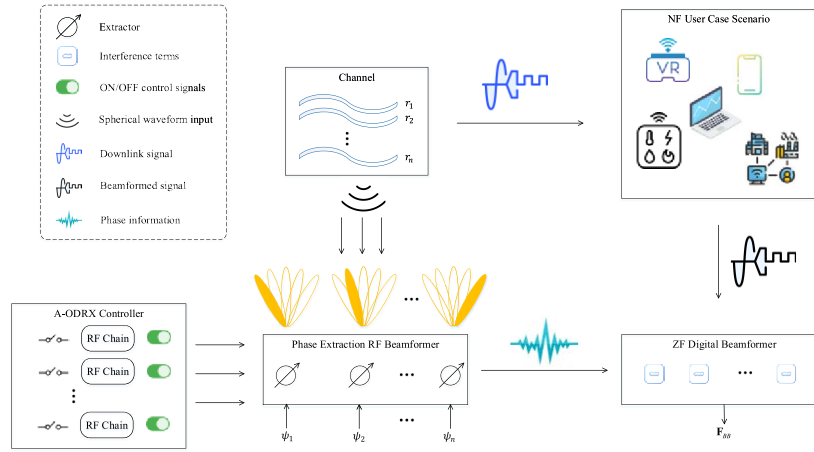 Extractor
Interference terms
ON/OFF control signals
Spherical waveform input
Downlink signal
Beamformed signal
Phase information
Channel
r1
r2
rn
NF User Case Scenario
VR
A-ODRX Controller
RF Chain
RF Chain
RF Chain
Phase Extraction RF Beamformer
ψ1
ψ2
ψn
ZF Digital Beamformer
F_BB